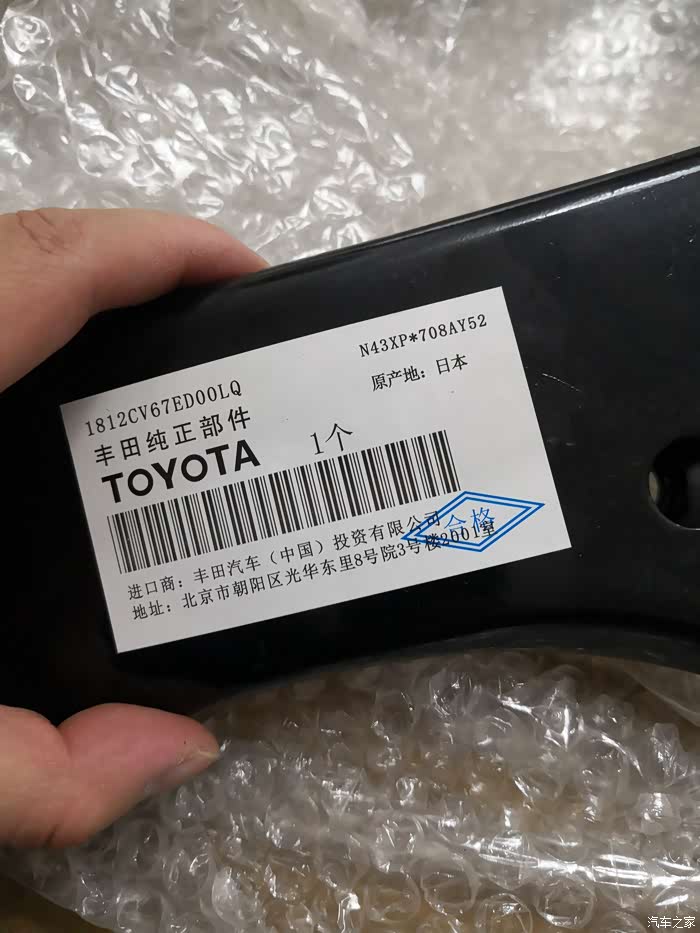 N43XP*708AY52
1812CV67ED00LQ
原产地：日本
丰田纯正部件
TOYOTA
1个
进口商：丰田汽车（中国）投资有限公司
合格
地址：北京市朝阳区光华东里8号院3号楼2001室
汽车之家